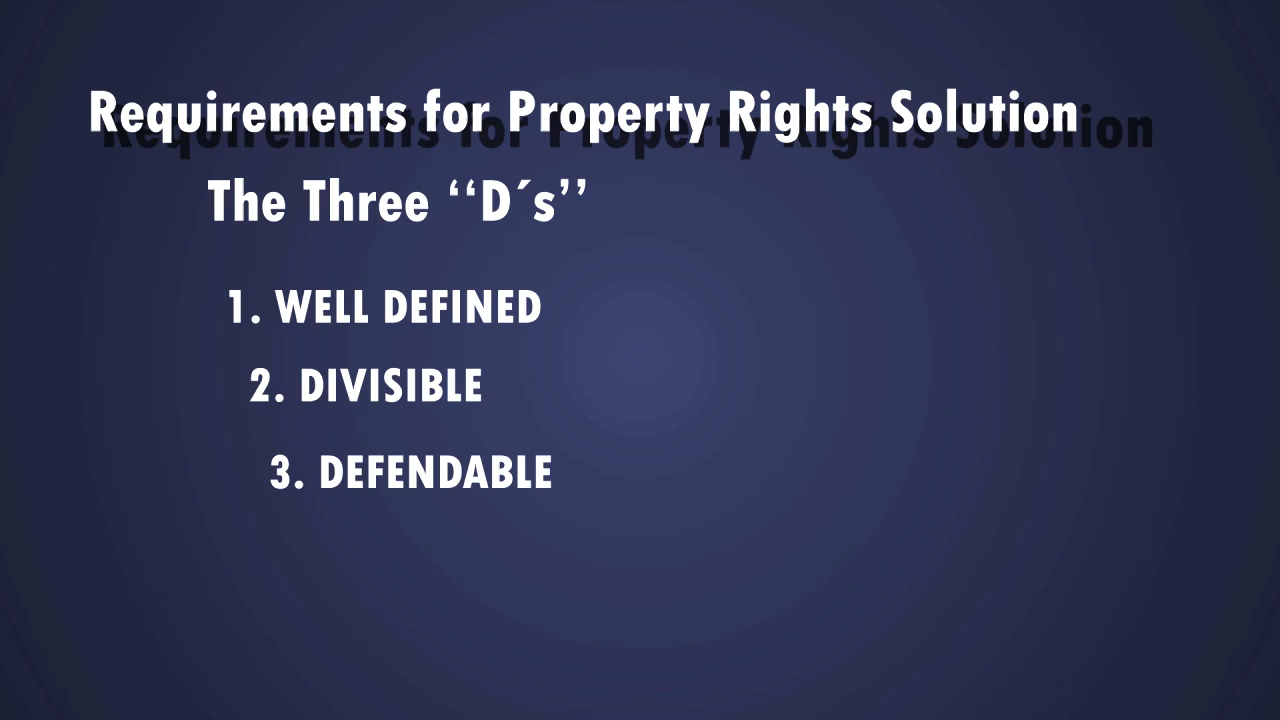 Requirements for Property Rights Solution
The Three ‘‘D´s’’
1. WELL DEFINED
2. DIVISIBLE
3. DEFENDABLE